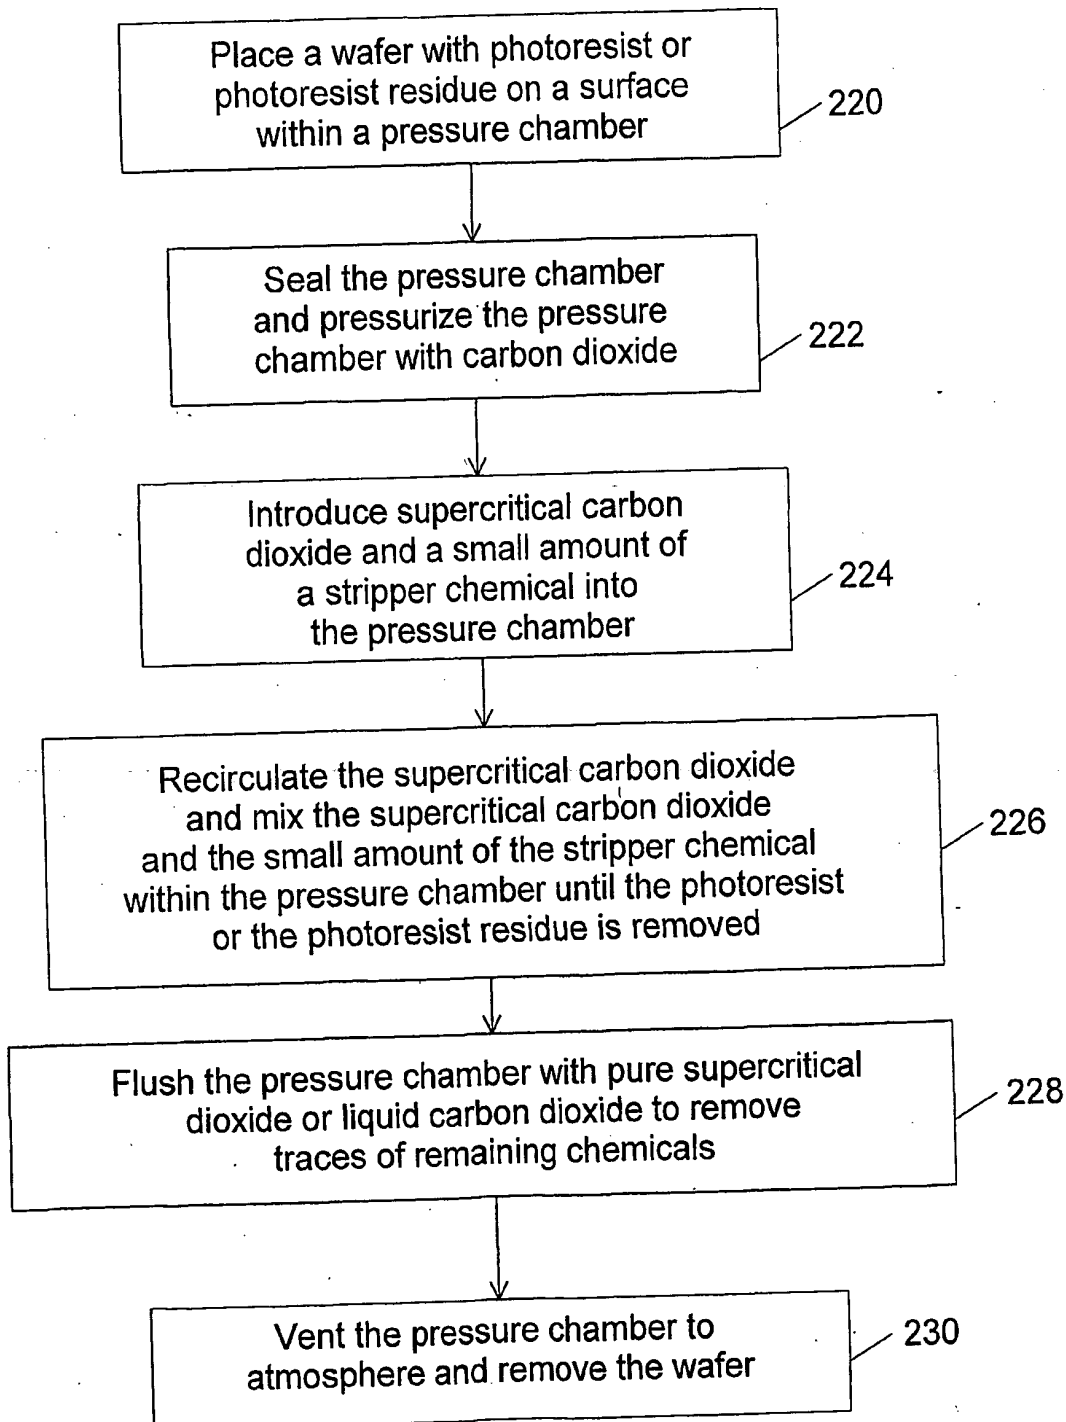 Place a wafer with photoresist or
photoresist residue on a surface
within a pressure chamber
220
Seal the pressure chamber
and pressurize the pressure
chamber with carbon dioxide
222
Introduce supercritical carbon
dioxide and a small amount of
a stripper chemical into
the pressure chamber
224
Recirculate the supercritical carbon dioxide
and mix the supercritical carbon dioxide
and the small amount of the stripper chemical
within the pressure chamber until the photoresist
or the photoresist residue is removed
226
Flush the pressure chamber with pure supercritical
dioxide or liquid carbon dioxide to remove
traces of remaining chemicals
228
Vent the pressure chamber to
atmosphere and remove the wafer
230